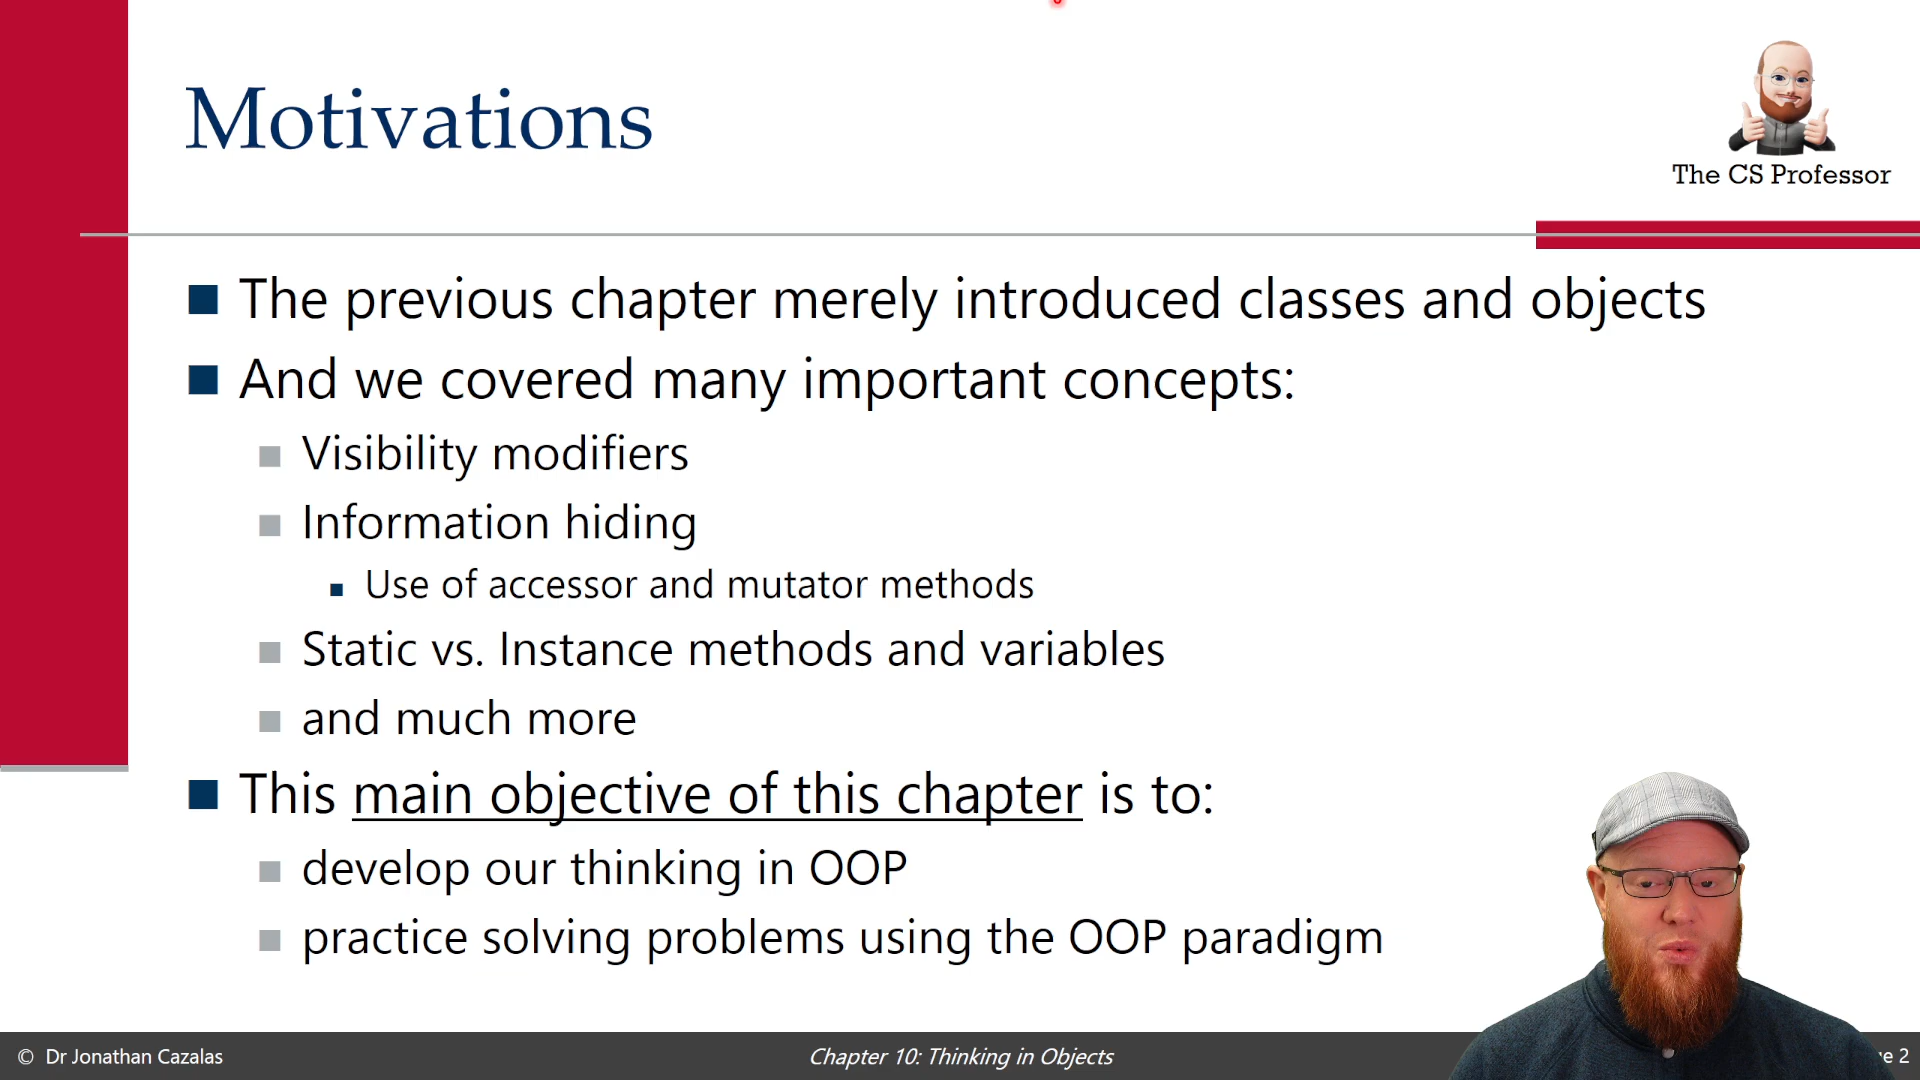 Motivations
The CS Professor
The previous chapter merely introduced classes and objects
And we covered many important concepts:
Visibility modifiers
Information hiding
Use of accessor and mutator methods
Static vs. Instance methods and variables
and much more
This main objective of this chapter is to:
develop our thinking in OOP
practice solving problems using the OOP paradigm
© Dr Jonathan Cazalas
Chapter 10: Thinking in Objects
2